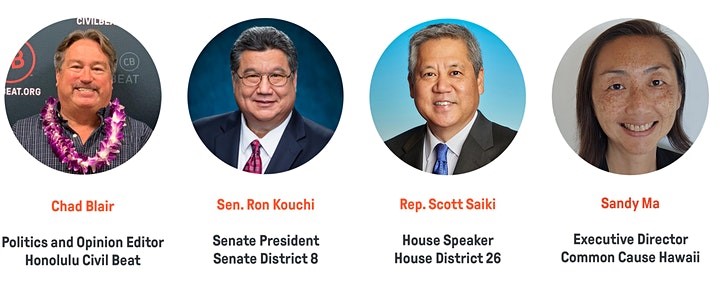 CIVILBEAT
CB
CB
BEAT
BEAT.ORG
Chad Blair
Politics and Opinion Editor
Honolulu Civil Beat
Sen. Ron Kouchi
Senate President
Senate District 8
Rep. Scott Saiki
House Speaker
House District 26
Sandy Ma
Executive Director
Common Cause Hawaii